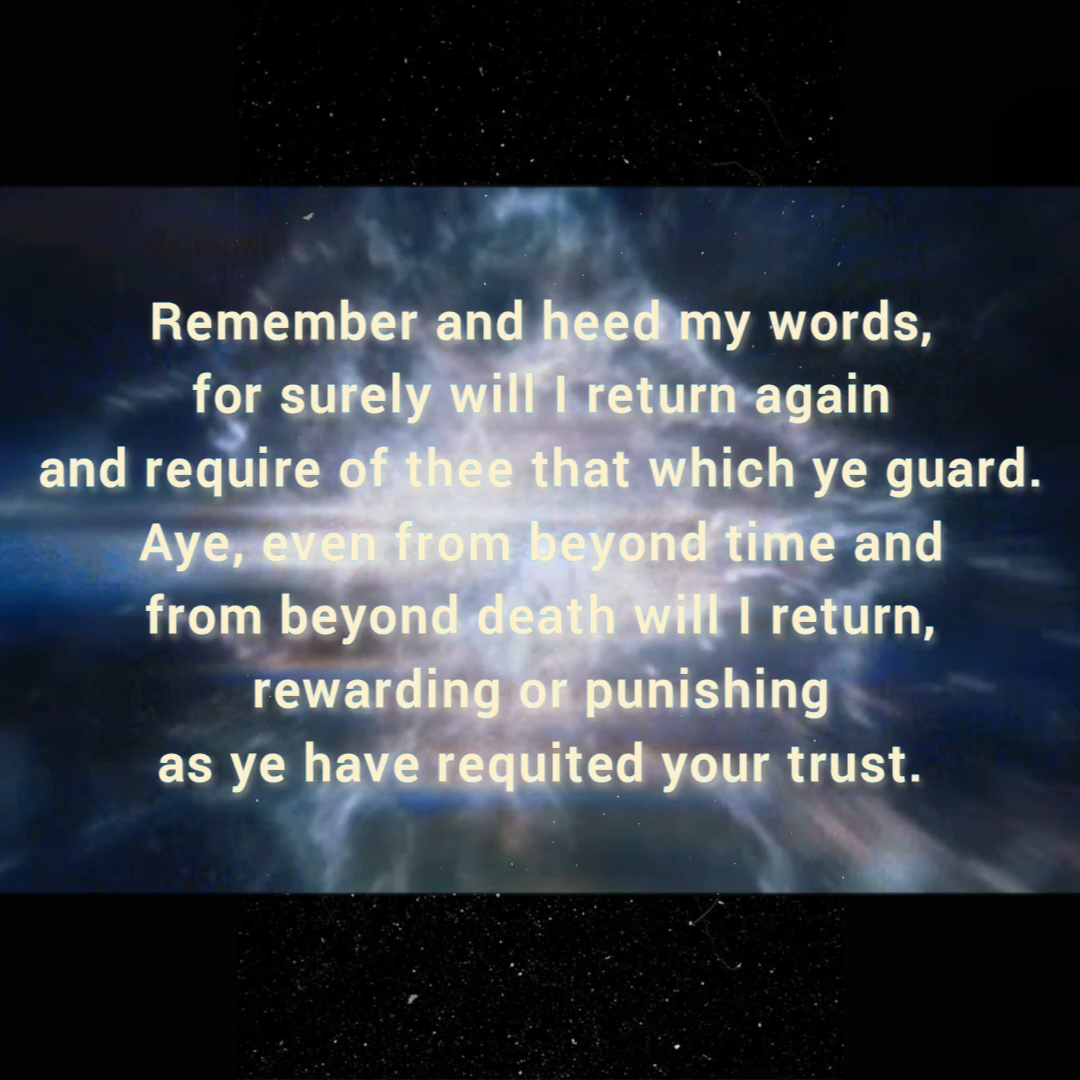 Remember and heed my words,
for surely will I return again
and require of thee that which ye guard.
Aye, even from beyond time and
from beyond death will I return,
rewarding or punishing
as ye have requited your trust.